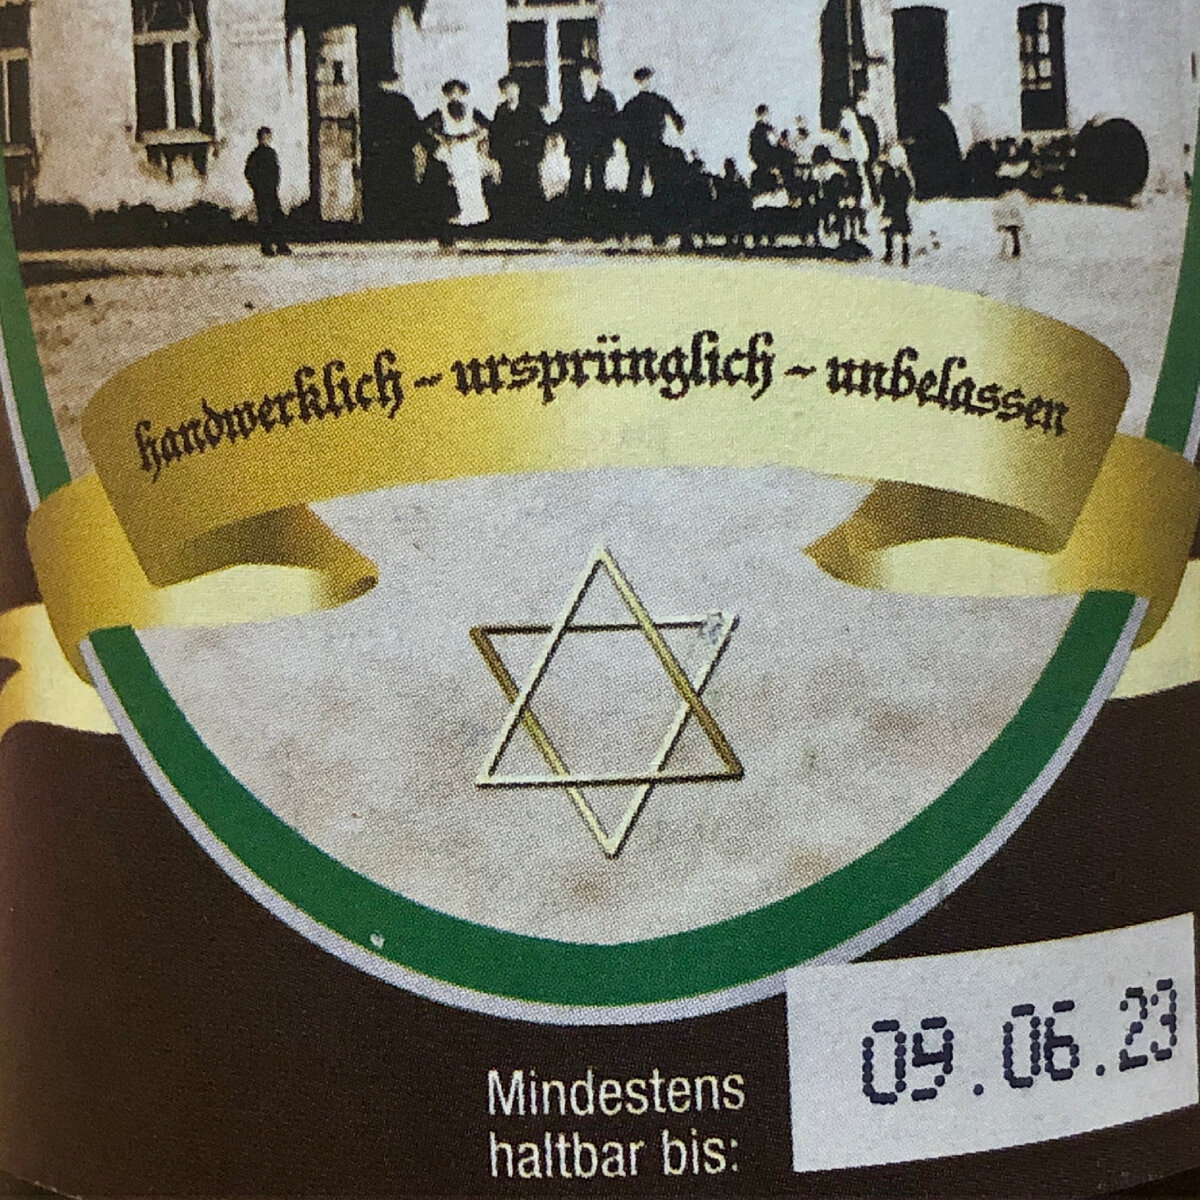 handwerklich – ursprünglich – unbelassen
Mindestens
haltbar bis:
09.06.23